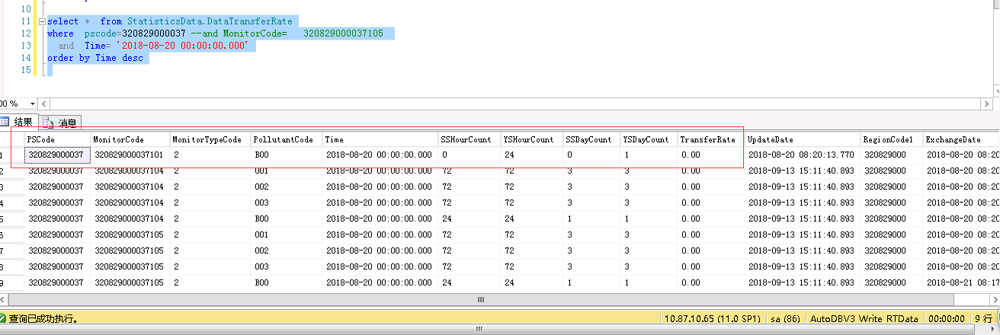 10
11 select * from StatisticsData.DataTransferRate
12 where pscode=320829000037 --and MonitorCode= 320829000037105
13 and Time= '2018-08-20 00:00:00.000'
14 order by Time desc
15
00 %
结果 消息
PSCode MonitorCode MonitorTypeCode PollutantCode Time SSHourCount YSHourCount SSDayCount YSDayCount TransferRate UpdateDate RegionCode1 ExchangeDate
1 320829000037 320829000037101 2 B00 2018-08-20 00:00:00.000 0 24 0 1 0.00 2018-08-20 08:20:13.770 320829000 2018-08-20 08:20
2 320829000037 320829000037104 2 001 2018-08-20 00:00:00.000 72 72 3 3 0.00 2018-09-13 15:11:40.893 320829000 2018-08-20 08:20
3 320829000037 320829000037104 2 002 2018-08-20 00:00:00.000 72 72 3 3 0.00 2018-09-13 15:11:40.893 320829000 2018-08-20 08:20
4 320829000037 320829000037104 2 003 2018-08-20 00:00:00.000 72 72 3 3 0.00 2018-09-13 15:11:40.893 320829000 2018-08-20 08:20
5 320829000037 320829000037104 2 B00 2018-08-20 00:00:00.000 24 24 1 1 0.00 2018-09-13 15:11:40.893 320829000 2018-08-20 08:20
6 320829000037 320829000037105 2 001 2018-08-20 00:00:00.000 72 72 3 3 0.00 2018-09-13 15:11:40.893 320829000 2018-08-20 08:20
7 320829000037 320829000037105 2 002 2018-08-20 00:00:00.000 72 72 3 3 0.00 2018-09-13 15:11:40.893 320829000 2018-08-20 08:20
8 320829000037 320829000037105 2 003 2018-08-20 00:00:00.000 72 72 3 3 0.00 2018-09-13 15:11:40.893 320829000 2018-08-20 08:20
9 320829000037 320829000037105 2 B00 2018-08-20 00:00:00.000 24 24 1 1 0.00 2018-09-13 15:11:40.893 320829000 2018-08-21 08:17
查询已成功执行。 10.87.10.65 (11.0 SP1) sa (86) AutoDBV3_Write_RTData 00:00:00 9 行